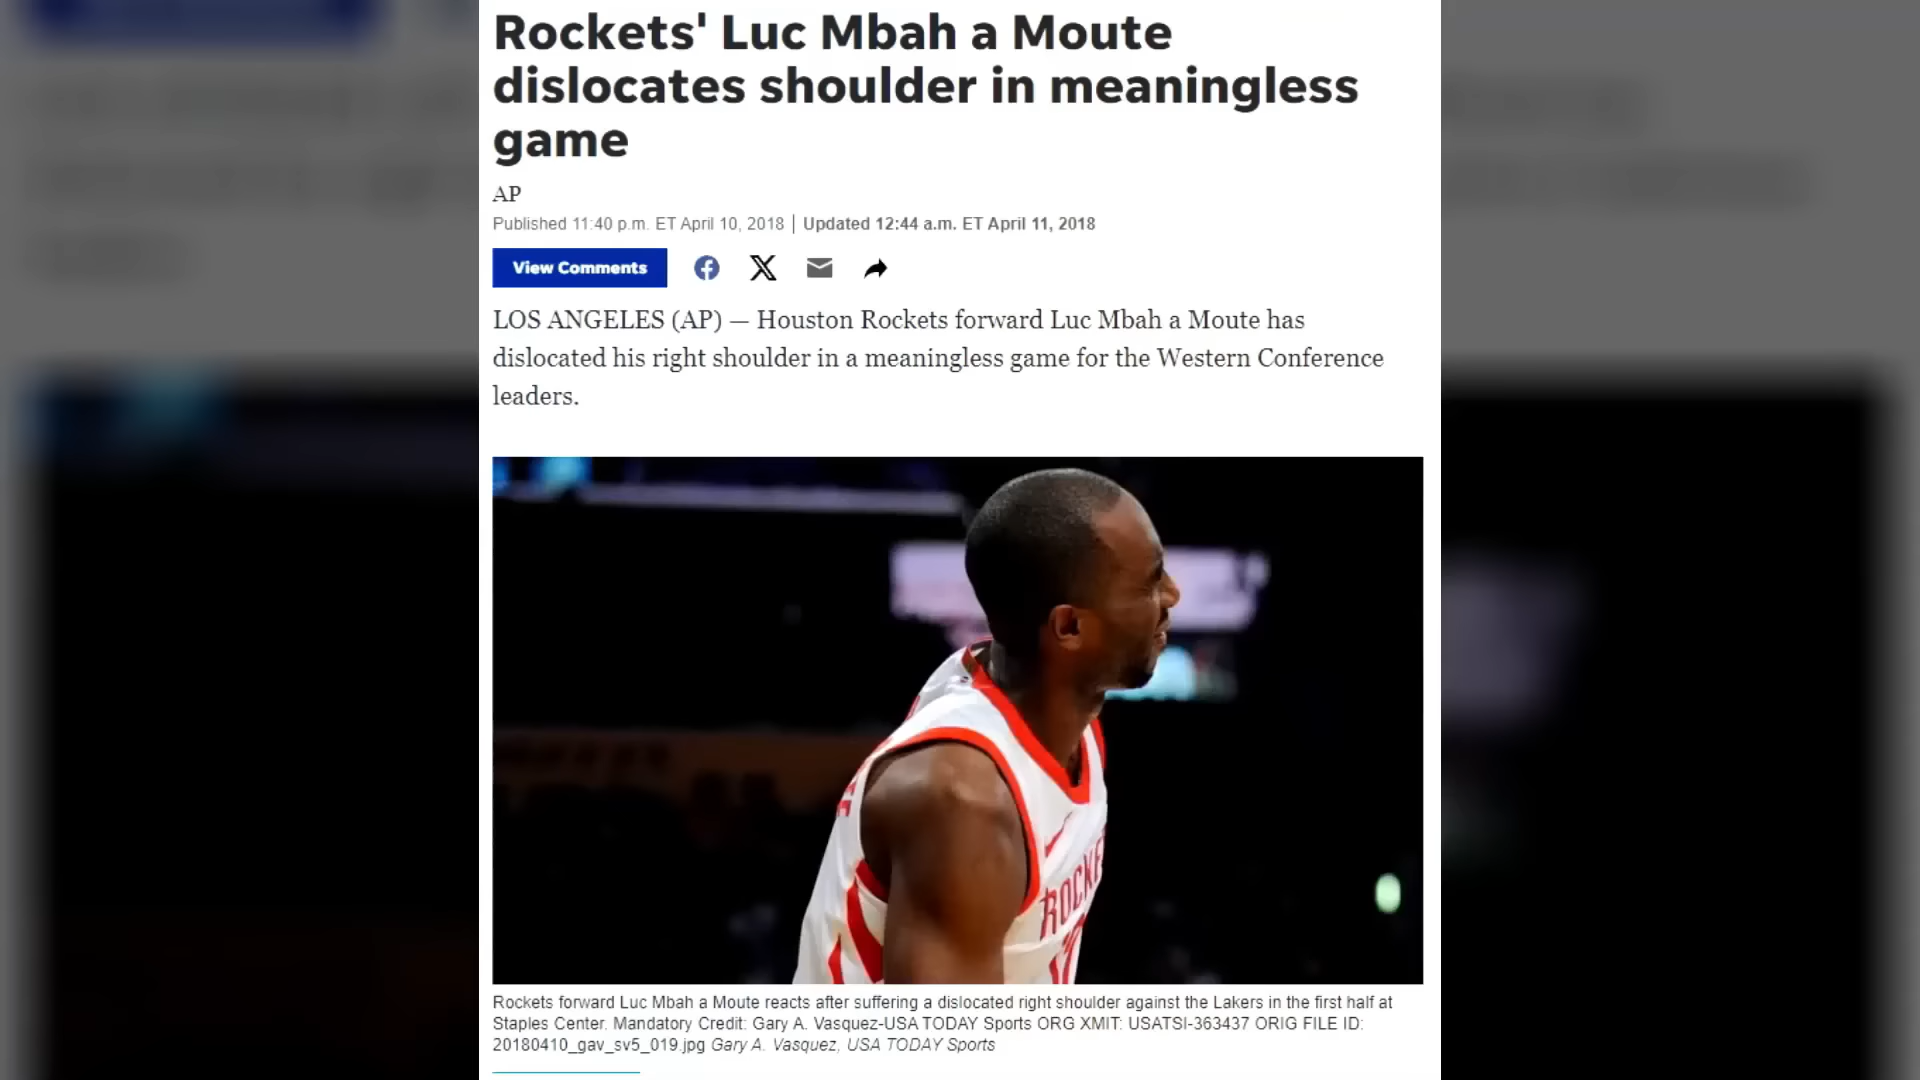 Rockets' Luc Mbah a Moute
dislocates shoulder in meaningless
game
AP
Published 11:40 p.m. ET April 10, 2018 | Updated 12:44 a.m. ET April 11, 2018
View Comments
LOS ANGELES (AP) — Houston Rockets forward Luc Mbah a Moute has
dislocated his right shoulder in a meaningless game for the Western Conference
leaders.
ROCKE
12
Rockets forward Luc Mbah a Moute reacts after suffering a dislocated right shoulder against the Lakers in the first half at
Staples Center. Mandatory Credit: Gary A. Vasquez-USA TODAY Sports ORG XMIT: USATSI-363437 ORIG FILE ID:
20180410_gav_sv5_019.jpg Gary A. Vasquez, USA TODAY Sports